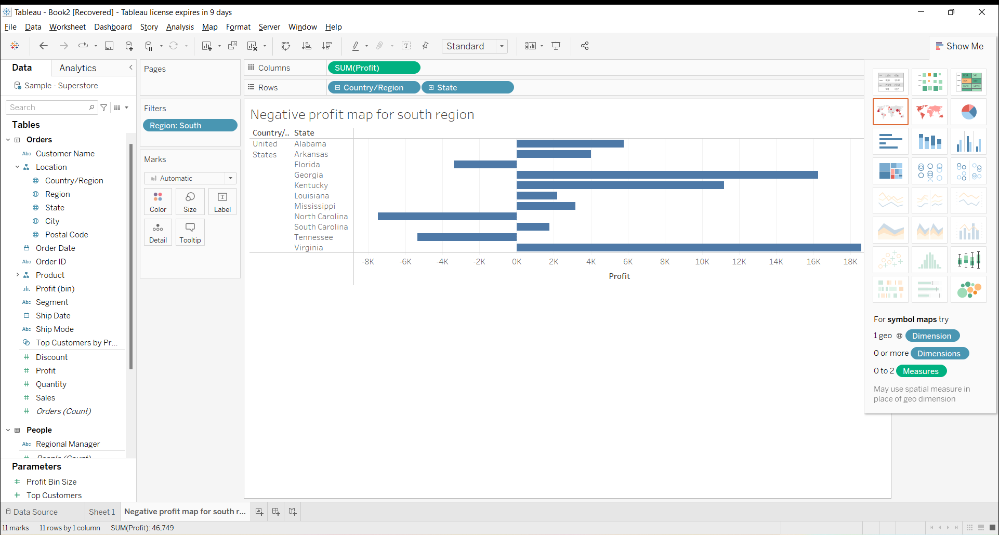 Tableau - Book2 [Recovered] - Tableau license expires in 9 days
File Data Worksheet Dashboard Story Analysis Map Format Server Window Help
Standard
Show Me
Data Analytics
Sample - Superstore
Search
Tables
Orders
Abc Customer Name
Location
Country/Region
Region
State
City
Postal Code
Order Date
Abc Order ID
Product
Profit (bin)
Abc Segment
Ship Date
Abc Ship Mode
Top Customers by Pr...
# Discount
# Profit
# Quantity
# Sales
# Orders (Count)
People
Abc Regional Manager
# People (Count)
Parameters
# Profit Bin Size
# Top Customers
Pages
Filters
Region: South
Marks
Automatic
Color Size Label
Detail Tooltip
Columns SUM(Profit)
Rows Country/Region State
Negative profit map for south region
Country/.. State
United States
Alabama
Arkansas
Florida
Georgia
Kentucky
Louisiana
Mississippi
North Carolina
South Carolina
Tennessee
Virginia
-8K -6K -4K -2K 0K 2K 4K 6K 8K 10K 12K 14K 16K 18K
Profit
For symbol maps try
1 geo Dimension
0 or more Dimensions
0 to 2 Measures
May use spatial measure in
place of geo dimension
Data Source Sheet 1 Negative profit map for south r...
11 marks 11 rows by 1 column SUM(Profit): 46,749